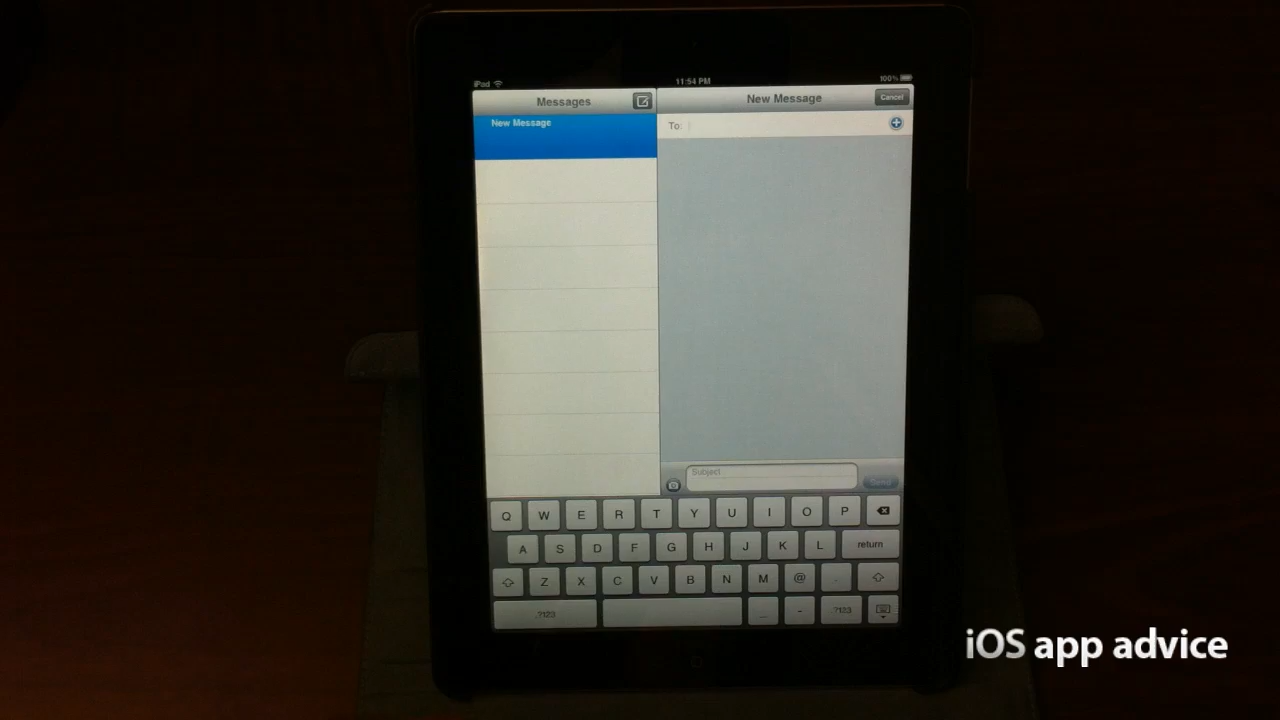 iPod 11:54 PM 100%
Messages
New Message Cancel
New Message
To:
Subject
Send
Q W E R T Y U I O P
A S D F G H J K L return
Z X C V B N M @ .
.?123 _ - .?123
iOS app advice